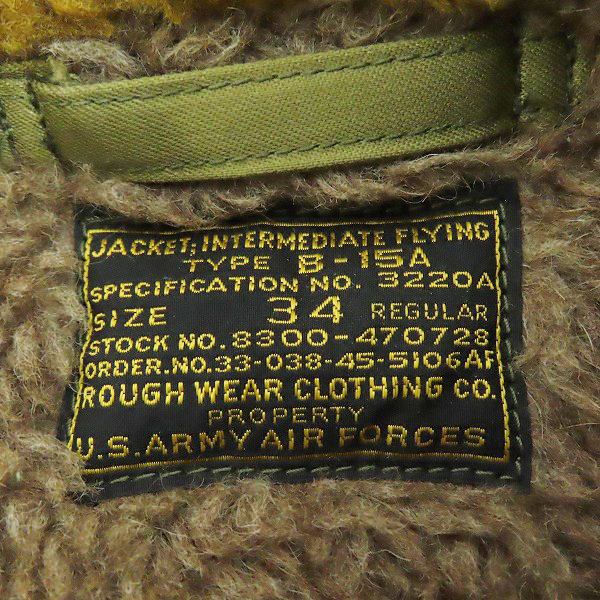 JACKET; INTERMEDIATE FLYING
TYPE B-15A
SPECIFICATION NO. 3220A
SIZE 34 REGULAR
STOCK NO. 8300-470728
ORDER.NO.33-038-45-5106AF
ROUGH WEAR CLOTHING CO.
PROPERTY
U.S. ARMY AIR FORCES